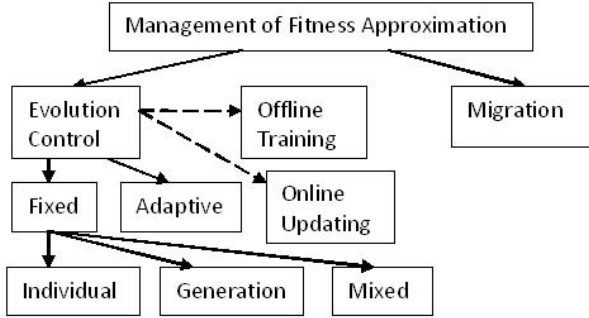 Management of Fitness Approximation
Evolution
Control
Offline
Training
Migration
Fixed
Adaptive
Online
Updating
Individual
Generation
Mixed